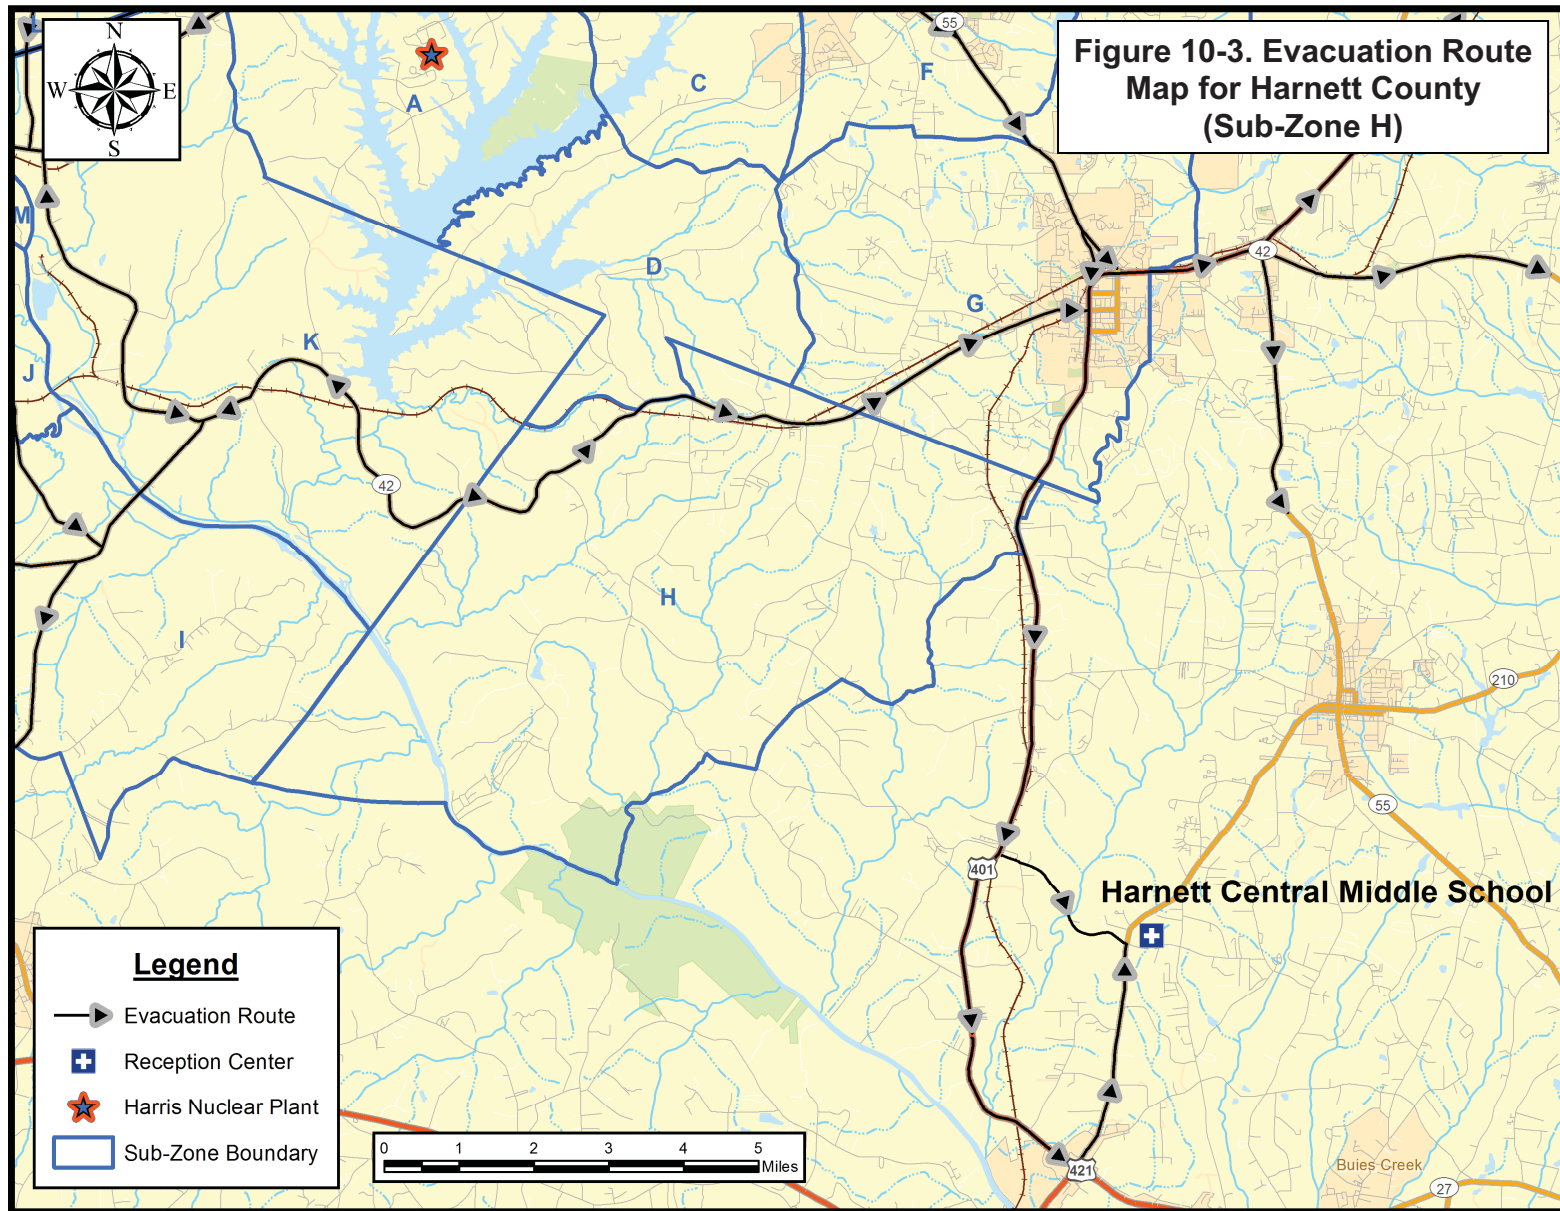 Figure 10-3. Evacuation Route
Map for Harnett County
(Sub-Zone H)
N
W E
S
55
A
C
F
M
42
D
G
K
J
42
H
I
210
55
401
Harnett Central Middle School
Legend
Evacuation Route
Reception Center
Harris Nuclear Plant
Sub-Zone Boundary
0 1 2 3 4 5
Miles
421
Buies Creek
27